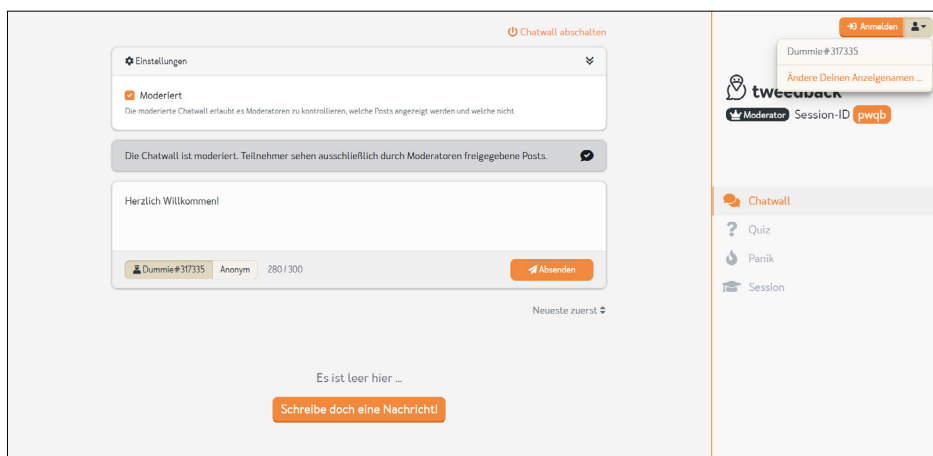 Chatwall abschalten
Einstellungen
Moderiert
Die moderierte Chatwall erlaubt es Moderatoren zu kontrollieren, welche Posts angezeigt werden und welche nicht
Die Chatwall ist moderiert. Teilnehmer sehen ausschließlich durch Moderatoren freigegebene Posts.
Herzlich Willkommen!
Dummie#317335 Anonym 280 / 300 Absenden
Neueste zuerst
Es ist leer hier ...
Schreibe doch eine Nachricht!
Anmelden
Dummie#317335
Ändere Deinen Anzeigenamen ...
tweedback
Moderator Session-ID pwqb
Chatwall
Quiz
Panik
Session